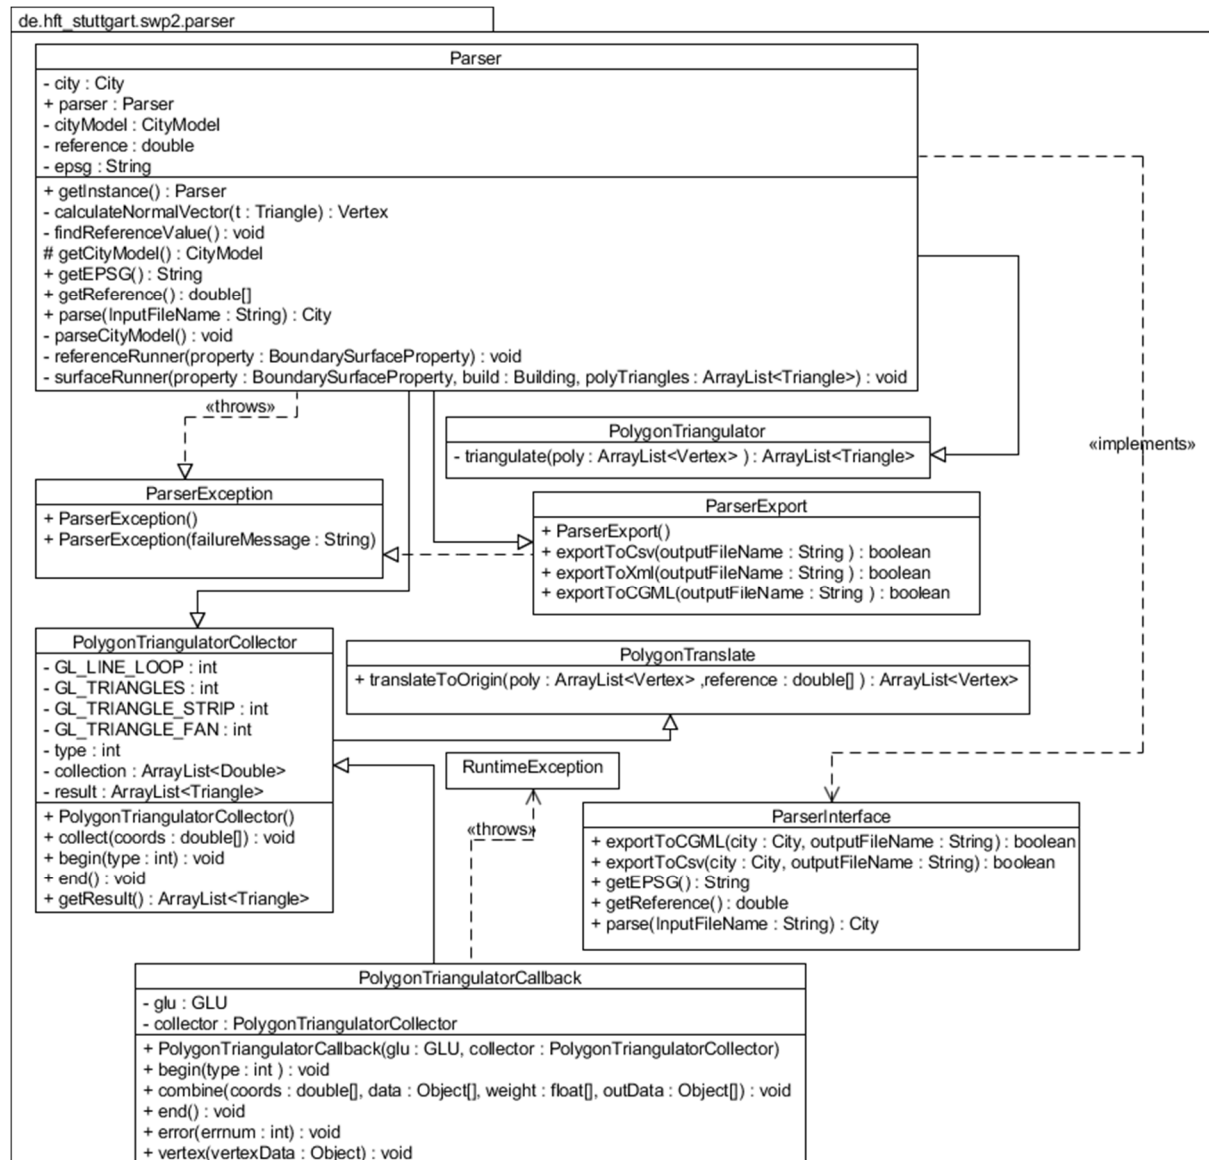 de.hft_stuttgart.swp2.parser
Parser
- city : City
+ parser : Parser
- cityModel : CityModel
- reference : double
- epsg : String
+ getInstance() : Parser
- calculateNormalVector(t : Triangle) : Vertex
- findReferenceValue() : void
# getCityModel() : CityModel
+ getEPSG() : String
+ getReference() : double[]
+ parse(InputFileName : String) : City
- parseCityModel() : void
- referenceRunner(property : BoundarySurfaceProperty) : void
- surfaceRunner(property : BoundarySurfaceProperty, build : Building, polyTriangles : ArrayList<Triangle>) : void
«throws»
«implements»
PolygonTriangulator
- triangulate(poly : ArrayList<Vertex> ) : ArrayList<Triangle>
ParserException
+ ParserException()
+ ParserException(failureMessage : String)
ParserExport
+ ParserExport()
+ exportToCsv(outputFileName : String ) : boolean
+ exportToXml(outputFileName : String ) : boolean
+ exportToCGML(outputFileName : String ) : boolean
PolygonTriangulatorCollector
- GL_LINE_LOOP : int
- GL_TRIANGLES : int
- GL_TRIANGLE_STRIP : int
- GL_TRIANGLE_FAN : int
- type : int
- collection : ArrayList<Double>
- result : ArrayList<Triangle>
+ PolygonTriangulatorCollector()
+ collect(coords : double[]) : void
+ begin(type : int) : void
+ end() : void
+ getResult() : ArrayList<Triangle>
PolygonTranslate
+ translateToOrigin(poly : ArrayList<Vertex> ,reference : double[] ) : ArrayList<Vertex>
RuntimeException
«throws»
ParserInterface
+ exportToCGML(city : City, outputFileName : String) : boolean
+ exportToCsv(city : City, outputFileName : String) : boolean
+ getEPSG() : String
+ getReference() : double
+ parse(InputFileName : String) : City
PolygonTriangulatorCallback
- glu : GLU
- collector : PolygonTriangulatorCollector
+ PolygonTriangulatorCallback(glu : GLU, collector : PolygonTriangulatorCollector)
+ begin(type : int ) : void
+ combine(coords : double[], data : Object[], weight : float[], outData : Object[]) : void
+ end() : void
+ error(errnum : int) : void
+ vertex(vertexData : Object) : void